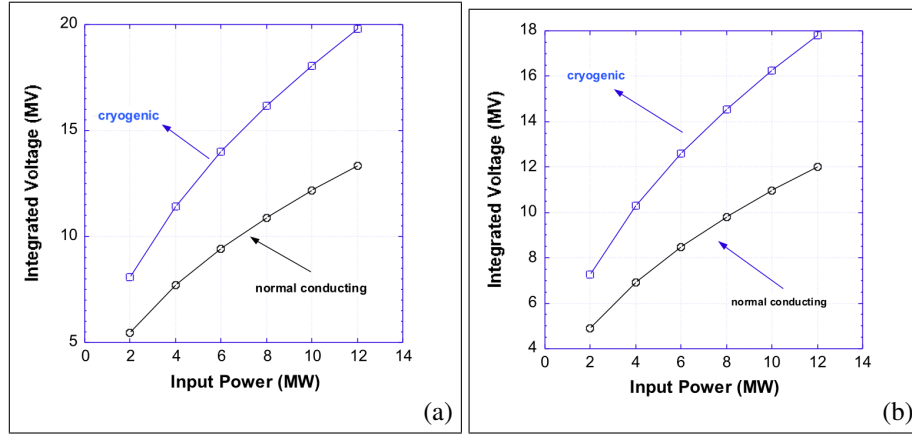 20
15
10
5
0 2 4 6 8 10 12 14
Integrated Voltage (MV)
Input Power (MW)
cryogenic
normal conducting
(a)
18
16
14
12
10
8
6
4
0 2 4 6 8 10 12 14
Integrated Voltage (MV)
Input Power (MW)
cryogenic
normal conducting
(b)